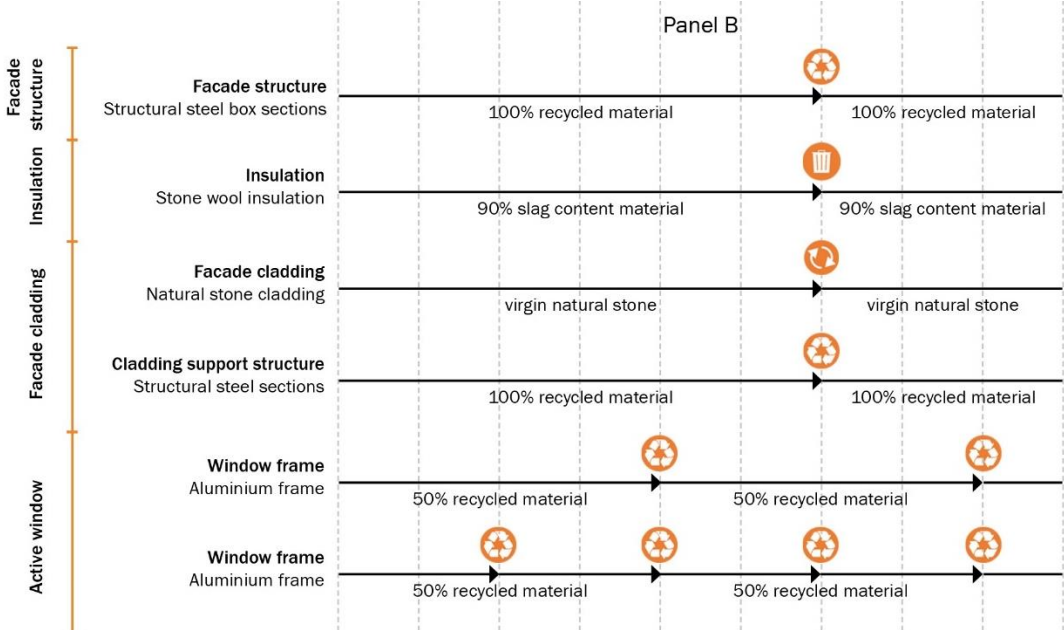 Panel B
Facade
structure
Facade structure
Structural steel box sections
100% recycled material
100% recycled material
Insulation
Insulation
Stone wool insulation
90% slag content material
90% slag content material
Facade cladding
Facade cladding
Natural stone cladding
virgin natural stone
virgin natural stone
Cladding support structure
Structural steel sections
100% recycled material
100% recycled material
Active window
Window frame
Aluminium frame
50% recycled material
50% recycled material
Window frame
Aluminium frame
50% recycled material
50% recycled material